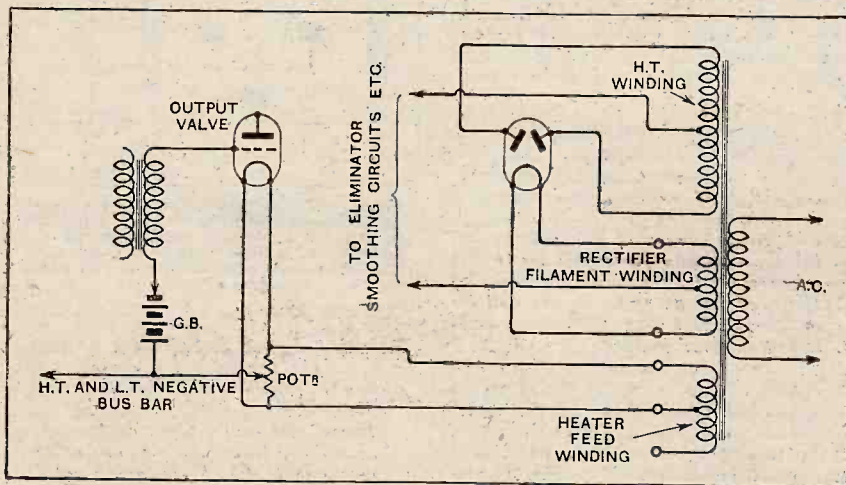 OUTPUT
VALVE
TO ELIMINATOR
SMOOTHING CIRCUITS ETC.
H.T.
WINDING
RECTIFIER
FILAMENT WINDING
A.C.
G.B.
H.T. AND L.T. NEGATIVE
BUS BAR
POTR
HEATER
FEED
WINDING